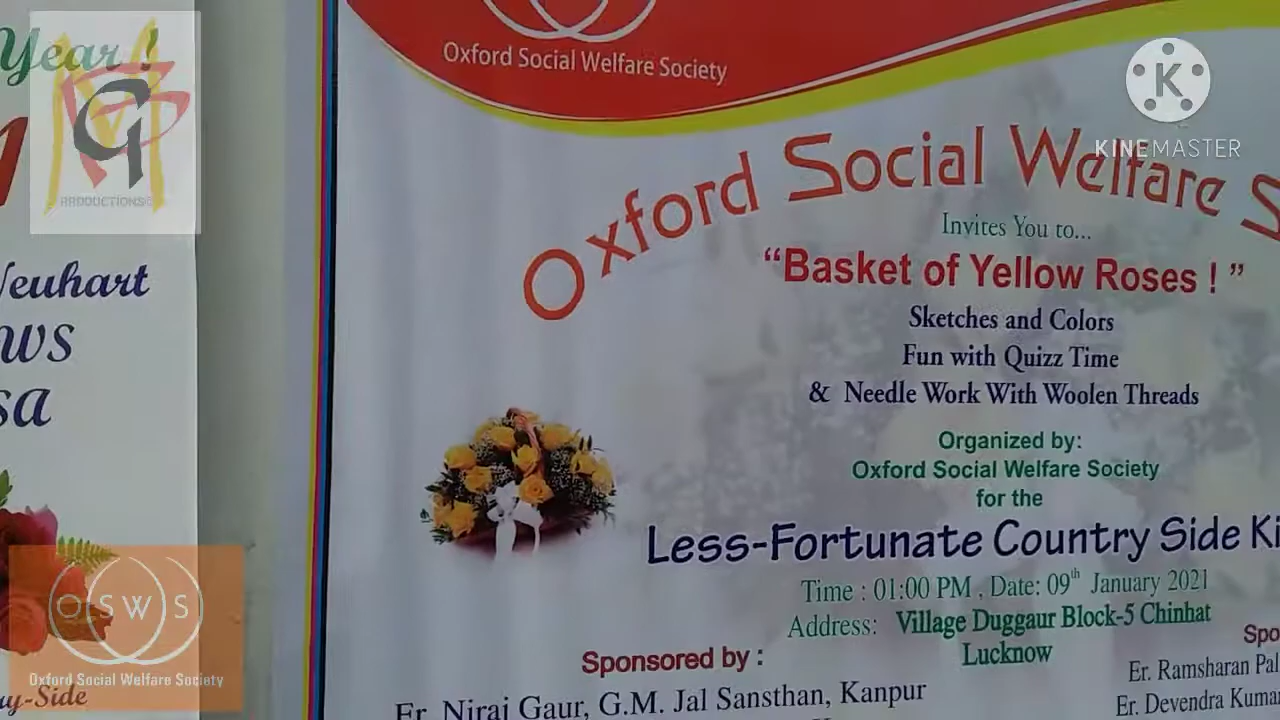 Year !
PRODUCTIONS
Neuhart
sa
Side
OSWS
Oxford Social Welfare Society
K
KINEMASTER
Oxford Social Welfare Society
Oxford Social Welfare S
Invites You to...
“Basket of Yellow Roses ! ”
Sketches and Colors
Fun with Quizz Time
& Needle Work With Woolen Threads
Organized by:
Oxford Social Welfare Society
for the
Less-Fortunate Country Side Ki
Time : 01:00 PM , Date: 09th January 2021
Address: Village Duggaur Block-5 Chinhat
Lucknow
Sponsored by :
Er. Niraj Gaur, G.M. Jal Sansthan, Kanpur
Spo
Er. Ramsharan Pal
Er. Devendra Kuma